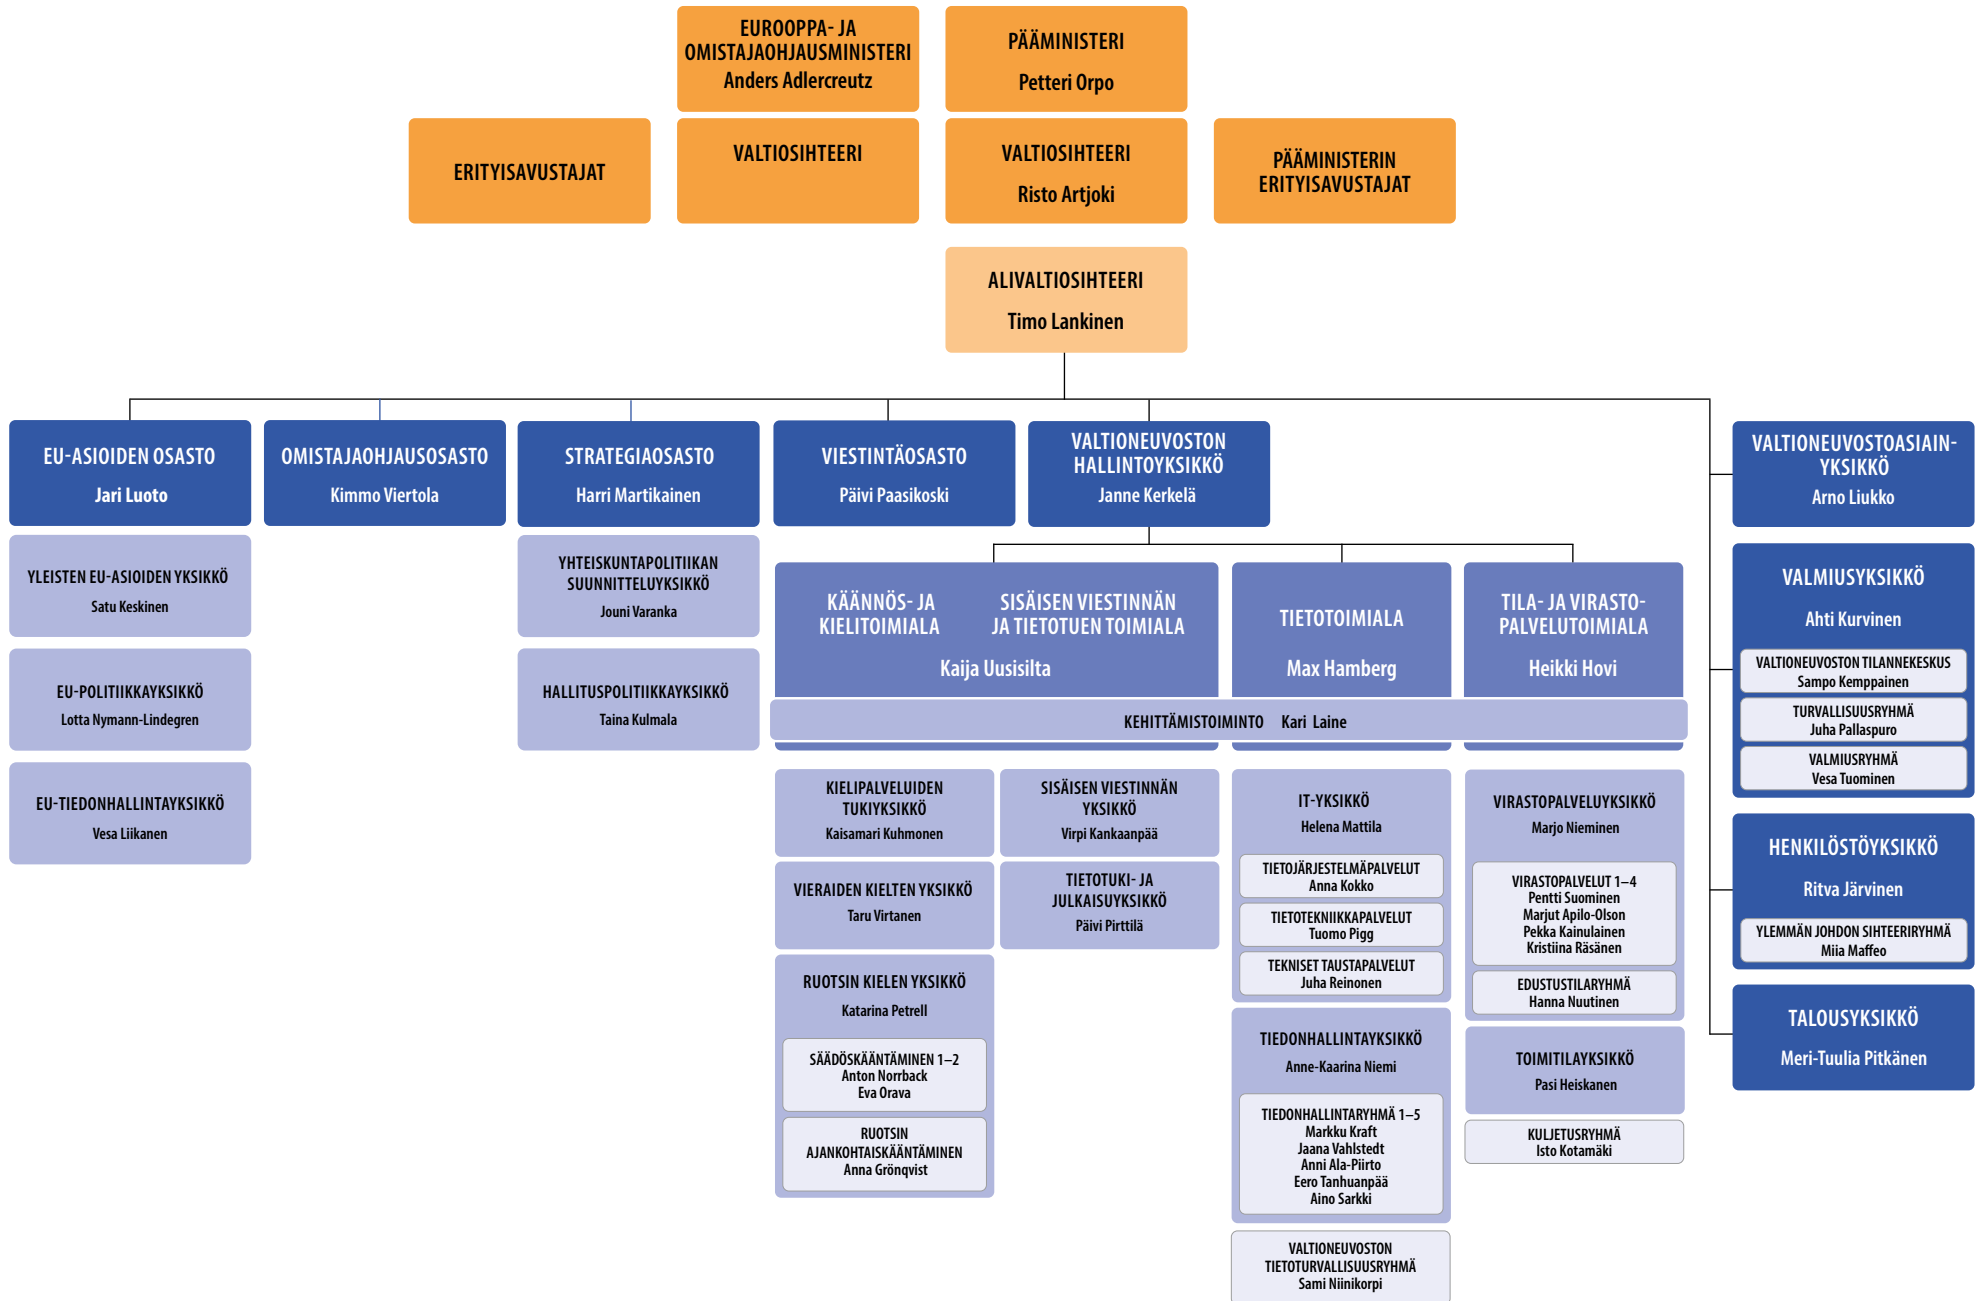 EUROOPPA- JA
OMISTAJAOHJAUSMINISTERI
Anders Adlercreutz
PÄÄMINISTERI
Petteri Orpo
ERITYISAVUSTAJAT
VALTIOSIHTEERI
VALTIOSIHTEERI
Risto Artjoki
PÄÄMINISTERIN
ERITYISAVUSTAJAT
ALIVALTIOSIHTEERI
Timo Lankinen
EU-ASIOIDEN OSASTO
Jari Luoto
OMISTAJAOHJAUSOSASTO
Kimmo Viertola
STRATEGIAOSASTO
Harri Martikainen
VIESTINTÄOSASTO
Päivi Paasikoski
VALTIONEUVOSTON
HALLINTOYKSIKKÖ
Janne Kerkelä
VALTIONEUVOSTOASIAIN-
YKSIKKÖ
Arno Liukko
YLEISTEN EU-ASIOIDEN YKSIKKÖ
Satu Keskinen
EU-POLITIIKKAYKSIKKÖ
Lotta Nymann-Lindegren
EU-TIEDONHALLINTAYKSIKKÖ
Vesa Liikanen
YHTEISKUNTAPOLITIIKAN
SUUNNITTELUYKSIKKÖ
Jouni Varanka
HALLITUSPOLITIIKKAYKSIKKÖ
Taina Kulmala
KÄÄNNÖS- JA
KIELITOIMIALA
SISÄISEN VIESTINNÄN
JA TIETOTUEN TOIMIALA
Kaija Uusisilta
TIETOTOIMIALA
Max Hamberg
TILA- JA VIRASTO-
PALVELUTOIMIALA
Heikki Hovi
KEHITTÄMISTOIMINTO Kari Laine
KIELIPALVELUIDEN
TUKIYKSIKKÖ
Kaisamari Kuhmonen
VIERAIDEN KIELTEN YKSIKKÖ
Taru Virtanen
RUOTSIN KIELEN YKSIKKÖ
Katarina Petrell
SÄÄDÖSKÄÄNTÄMINEN 1–2
Anton Norrback
Eva Orava
RUOTSIN
AJANKOHTAISKÄÄNTÄMINEN
Anna Grönqvist
SISÄISEN VIESTINNÄN
YKSIKKÖ
Virpi Kankaanpää
TIETOTUKI- JA
JULKAISUYKSIKKÖ
Päivi Pirttilä
IT-YKSIKKÖ
Helena Mattila
TIETOJÄRJESTELMÄPALVELUT
Anna Kokko
TIETOTEKNIIKKAPALVELUT
Tuomo Pigg
TEKNISET TAUSTAPALVELUT
Juha Reinonen
TIEDONHALLINTAYKSIKKÖ
Anne-Kaarina Niemi
TIEDONHALLINTARYHMÄ 1–5
Markku Kraft
Jaana Vahlstedt
Anni Ala-Piirto
Eero Tanhuanpää
Aino Sarkki
VALTIONEUVOSTON
TIETOTURVALLISUUSRYHMÄ
Sami Niinikorpi
VIRASTOPALVELUYKSIKKÖ
Marjo Nieminen
VIRASTOPALVELUT 1–4
Pentti Suominen
Marjut Apilo-Olson
Pekka Kainulainen
Kristiina Räsänen
EDUSTUSTILARYHMÄ
Hanna Nuutinen
TOIMITILAYKSIKKÖ
Pasi Heiskanen
KULJETUSRYHMÄ
Isto Kotamäki
VALMIUSYKSIKKÖ
Ahti Kurvinen
VALTIONEUVOSTON TILANNEKESKUS
Sampo Kemppainen
TURVALLISUUSRYHMÄ
Juha Pallaspuro
VALMIUSRYHMÄ
Vesa Tuominen
HENKILÖSTÖYKSIKKÖ
Ritva Järvinen
YLEMMÄN JOHDON SIHTEERIRYHMÄ
Miia Maffeo
TALOUSYKSIKKÖ
Meri-Tuulia Pitkänen